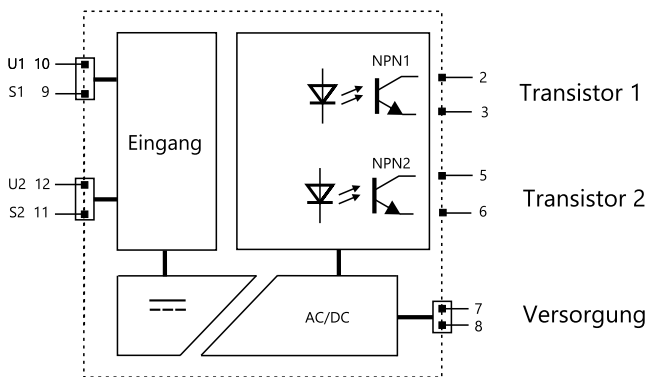 U1 10
S1 9
U2 12
S2 11
Eingang
NPN1
NPN2
2
3
Transistor 1
5
6
Transistor 2
AC/DC
7
8
Versorgung